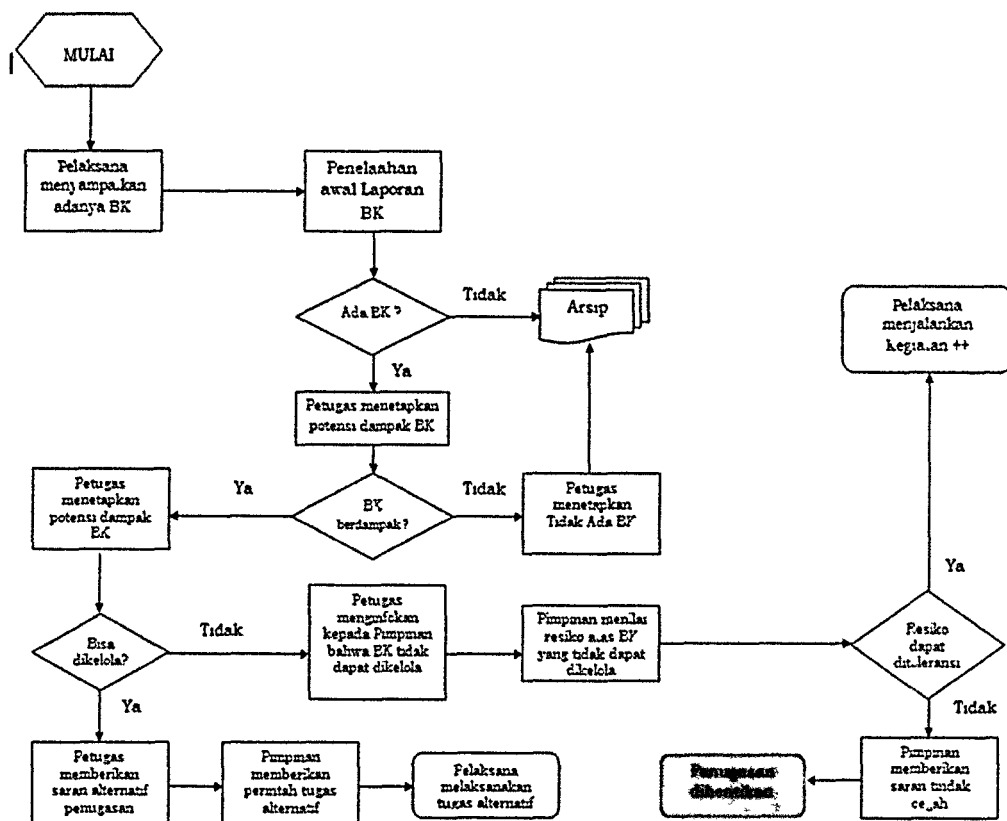 MULAI
Pelaksana
menyampaikan
adanya BK
Penelaahan
awal Laporan
BK
Ada BK ?
Tidak
Arsip
Ya
Petugas menetapkan
potensi dampak BK
BK
berdampak?
Ya
Tidak
Petugas
menetapkan
potensi dampak
BK
Petugas
menetapkan
Tidak Ada BK
Pelaksana
menjalankan
kegiatan ++
Ya
Bisa
dikelola?
Tidak
Petugas
menginfokan
kepada Pimpinan
bahwa BK tidak
dapat dikelola
Pimpinan menilai
resiko atas BK
yang tidak dapat
dikelola
Resiko
dapat
ditoleransi
Tidak
Ya
Petugas
memberikan
saran alternatif
penugasan
Pimpinan
memberikan
perintah tugas
alternatif
Pelaksana
melaksanakan
tugas alternatif
Penugasan
dihentikan
Pimpinan
memberikan
saran tindak
cegah